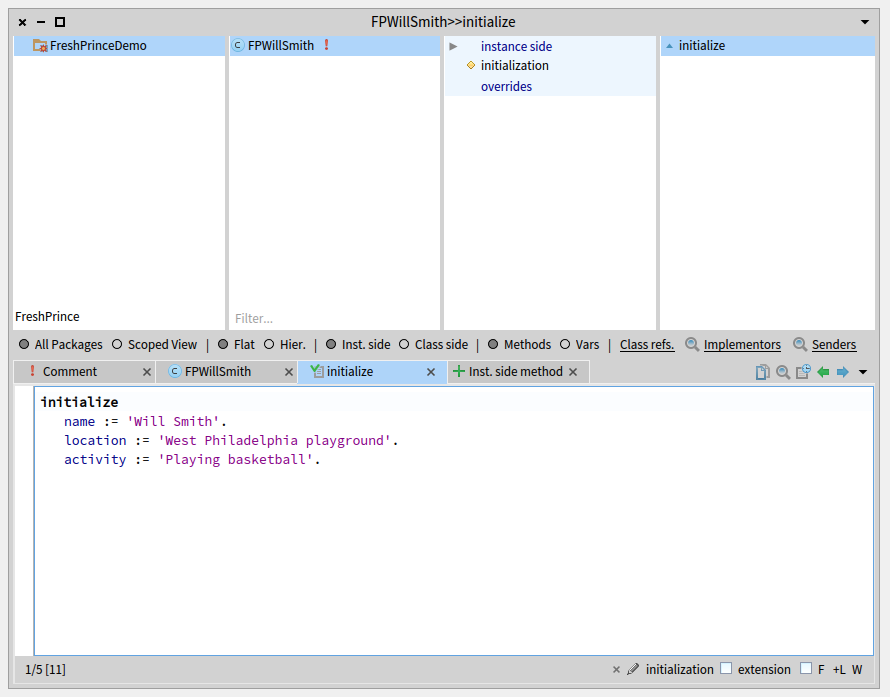 FPWillSmith>>initialize
FreshPrinceDemo
FreshPrince
C FPWillSmith !
Filter...
instance side
initialization
overrides
initialize
All Packages Scoped View | Flat Hier. | Inst. side Class side | Methods Vars | Class refs. Implementors Senders
! Comment C FPWillSmith initialize Inst. side method
initialize
name := 'Will Smith'.
location := 'West Philadelphia playground'.
activity := 'Playing basketball'.
1/5 [11] initialization extension F +L W